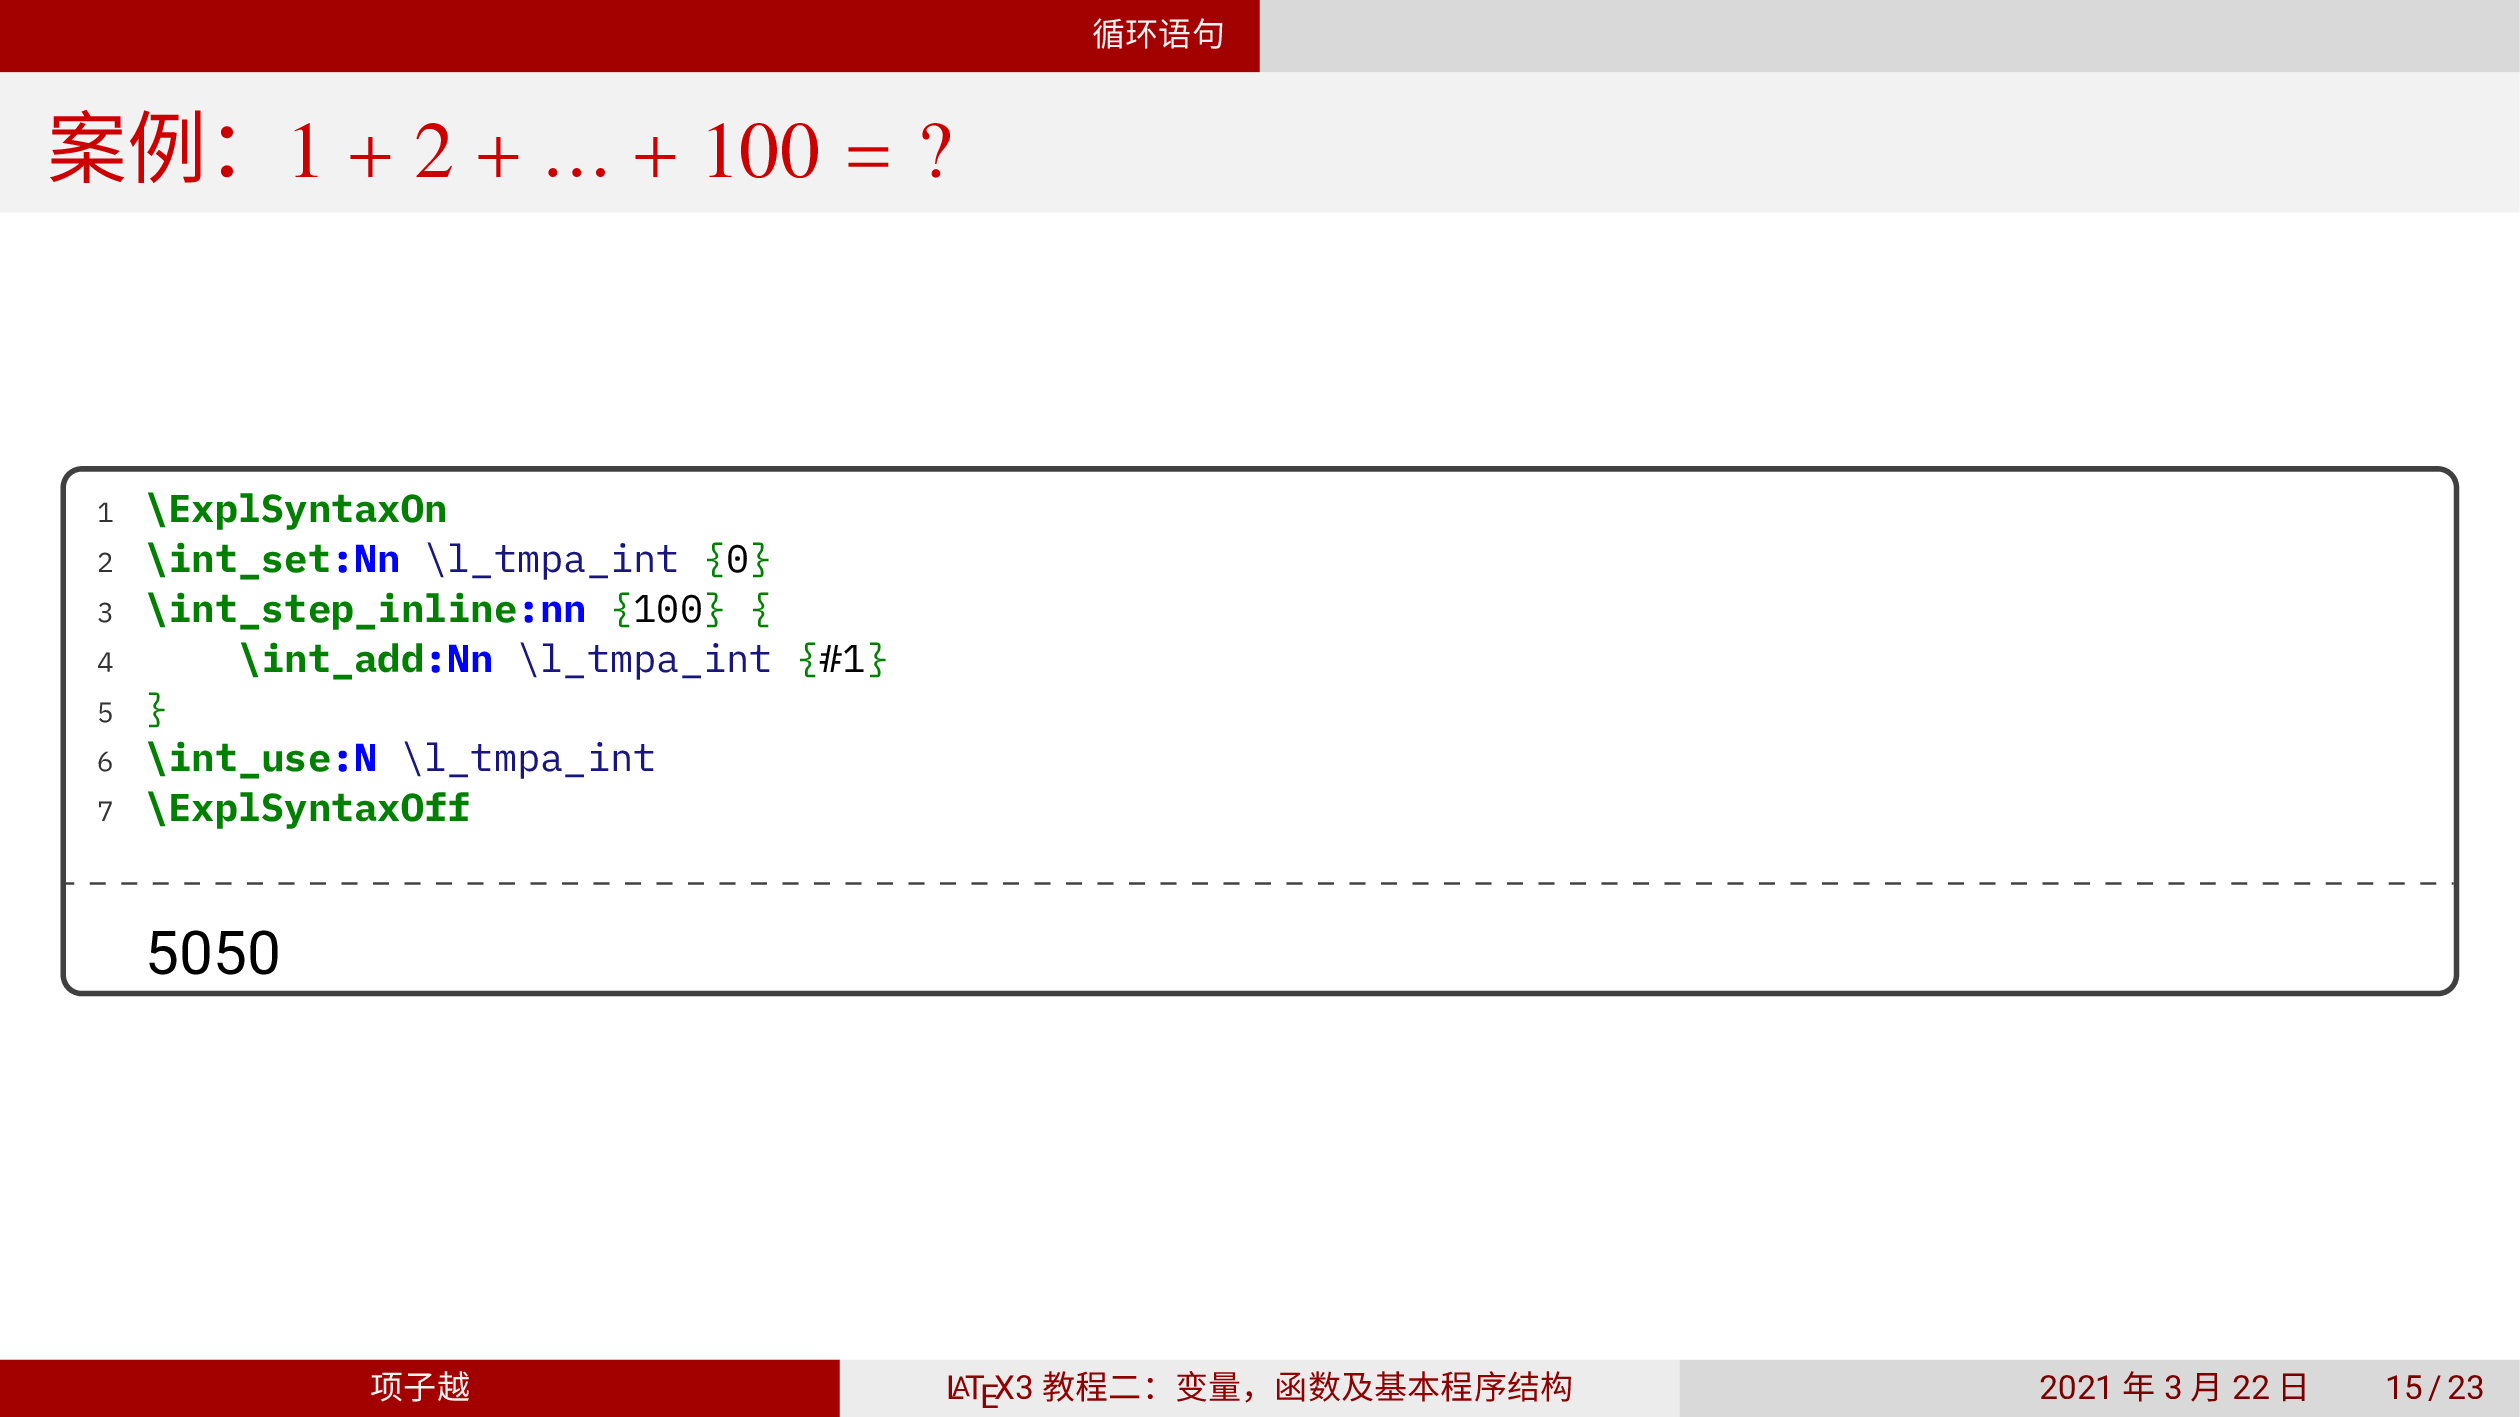 循环语句
案例：1 + 2 + ... + 100 = ?
1 \ExplSyntaxOn
2 \int_set:Nn \l_tmpa_int {0}
3 \int_step_inline:nn {100} {
4     \int_add:Nn \l_tmpa_int {#1}
5 }
6 \int_use:N \l_tmpa_int
7 \ExplSyntaxOff
5050
项子越 LATEX3 教程二：变量，函数及基本程序结构 2021 年 3 月 22 日 15 / 23